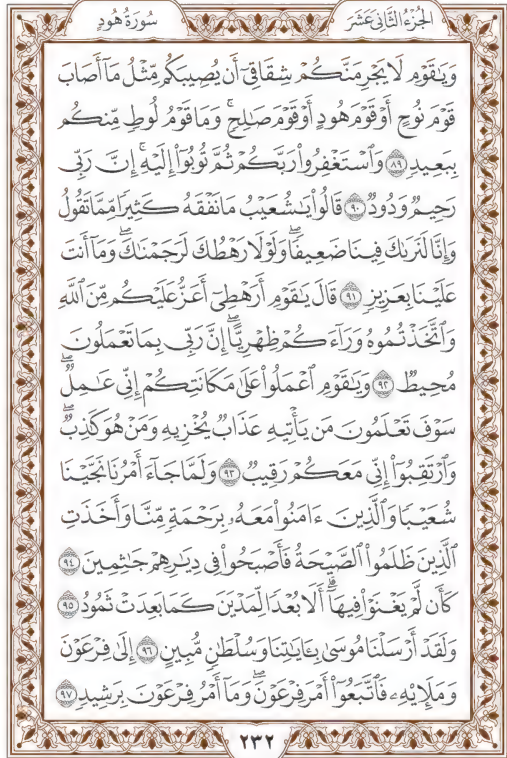 الجزء الثاني عشر
سورة هود
وَيَٰقَوْمِ لَا يَجْرِمَنَّكُمْ شِقَاقِىٓ أَن يُصِيبَكُم مِّثْلُ مَآ أَصَابَ
قَوْمَ نُوحٍ أَوْ قَوْمَ هُودٍ أَوْ قَوْمَ صَٰلِحٍ ۚ وَمَا قَوْمُ لُوطٍ مِّنكُم
بِبَعِيدٍ ٨٩ وَٱسْتَغْفِرُوا۟ رَبَّكُمْ ثُمَّ تُوبُوٓا۟ إِلَيْهِ ۚ إِنَّ رَبِّى
رَحِيمٌ وَدُودٌ ٩٠ قَالُوا۟ يَٰشُعَيْبُ مَا نَفْقَهُ كَثِيرًا مِّمَّا تَقُولُ
وَإِنَّا لَنَرَىٰكَ فِينَا ضَعِيفًا ۖ وَلَوْلَا رَهْطُكَ لَرَجَمْنَٰكَ ۖ وَمَآ أَنتَ
عَلَيْنَا بِعَزِيزٍ ٩١ قَالَ يَٰقَوْمِ أَرَهْطِىٓ أَعَزُّ عَلَيْكُم مِّنَ ٱللَّهِ
وَٱتَّخَذْتُمُوهُ وَرَآءَكُمْ ظِهْرِيًّا ۖ إِنَّ رَبِّى بِمَا تَعْمَلُونَ
مُحِيطٌ ٩٢ وَيَٰقَوْمِ ٱعْمَلُوا۟ عَلَىٰ مَكَانَتِكُمْ إِنِّى عَٰمِلٌ ۖ
سَوْفَ تَعْلَمُونَ مَن يَأْتِيهِ عَذَابٌ يُخْزِيهِ وَمَنْ هُوَ كَٰذِبٌ ۖ
وَٱرْتَقِبُوٓا۟ إِنِّى مَعَكُمْ رَقِيبٌ ٩٣ وَلَمَّا جَآءَ أَمْرُنَا نَجَّيْنَا
شُعَيْبًا وَٱلَّذِينَ ءَامَنُوا۟ مَعَهُۥ بِرَحْمَةٍ مِّنَّا وَأَخَذَتِ
ٱلَّذِينَ ظَلَمُوا۟ ٱلصَّيْحَةُ فَأَصْبَحُوا۟ فِى دِيَٰرِهِمْ جَٰثِمِينَ ٩٤
كَأَن لَّمْ يَغْنَوْا۟ فِيهَآ ۗ أَلَا بُعْدًا لِّمَدْيَنَ كَمَا بَعِدَتْ ثَمُودُ ٩٥
وَلَقَدْ أَرْسَلْنَا مُوسَىٰ بِـَٔايَٰتِنَا وَسُلْطَٰنٍ مُّبِينٍ ٩٦ إِلَىٰ فِرْعَوْنَ
وَمَلَإِي۟هِۦ فَٱتَّبَعُوٓا۟ أَمْرَ فِرْعَوْنَ ۖ وَمَآ أَمْرُ فِرْعَوْنَ بِرَشِيدٍ ٩٧
٢٣٢